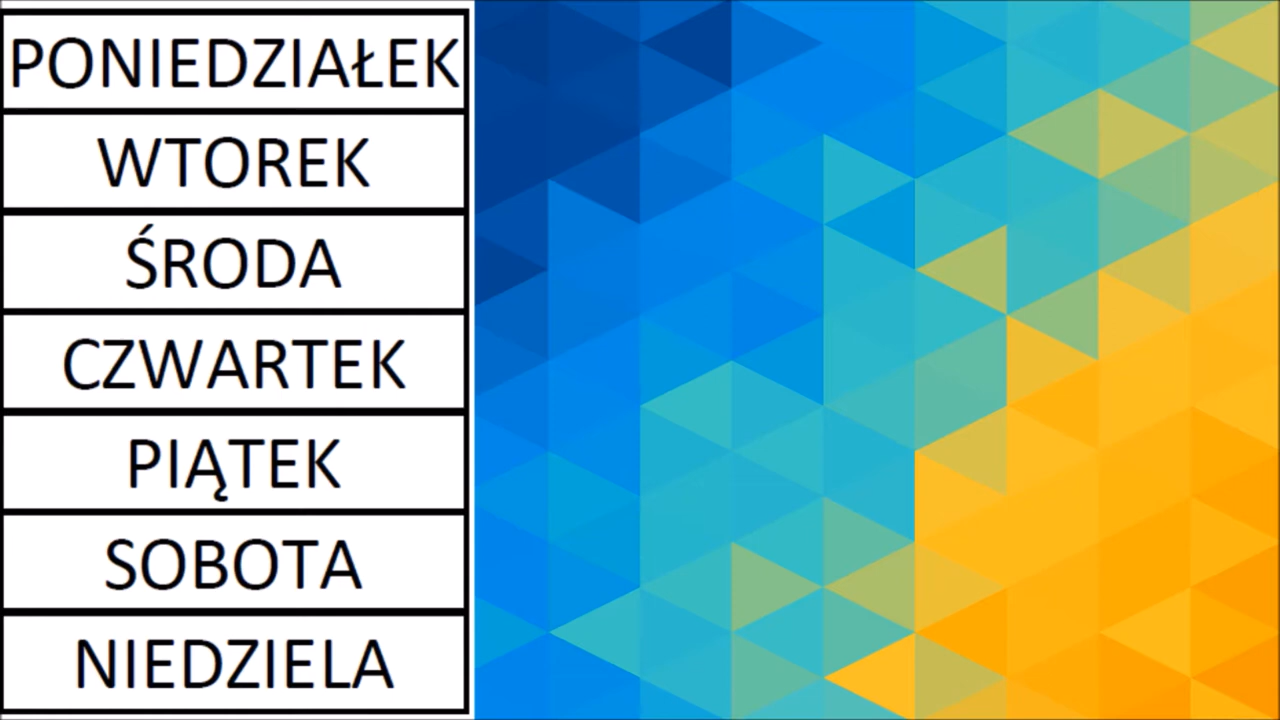 PONIEDZIAŁEK
WTOREK
ŚRODA
CZWARTEK
PIĄTEK
SOBOTA
NIEDZIELA